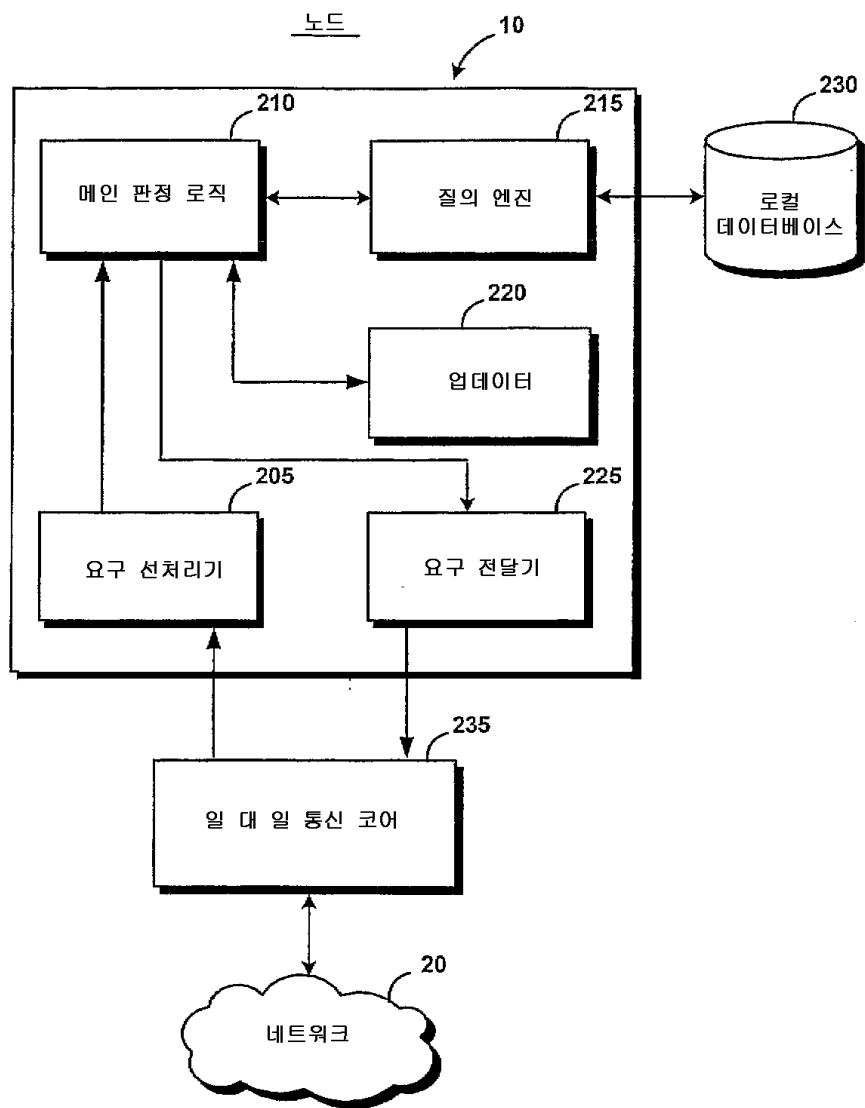 노드
10
210
215
230
메인 판정 로직
질의 엔진
로컬
데이터베이스
220
업데이터
205
225
요구 선처리기
요구 전달기
235
일 대 일 통신 코어
20
네트워크